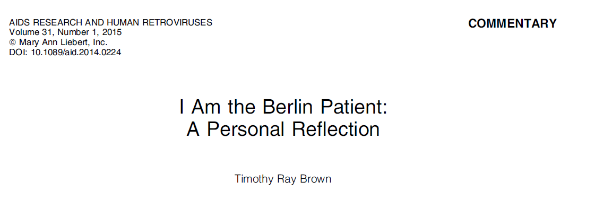 AIDS RESEARCH AND HUMAN RETROVIRUSES
Volume 31, Number 1, 2015
© Mary Ann Liebert, Inc.
DOI: 10.1089/aid.2014.0224
COMMENTARY
I Am the Berlin Patient:
A Personal Reflection
Timothy Ray Brown